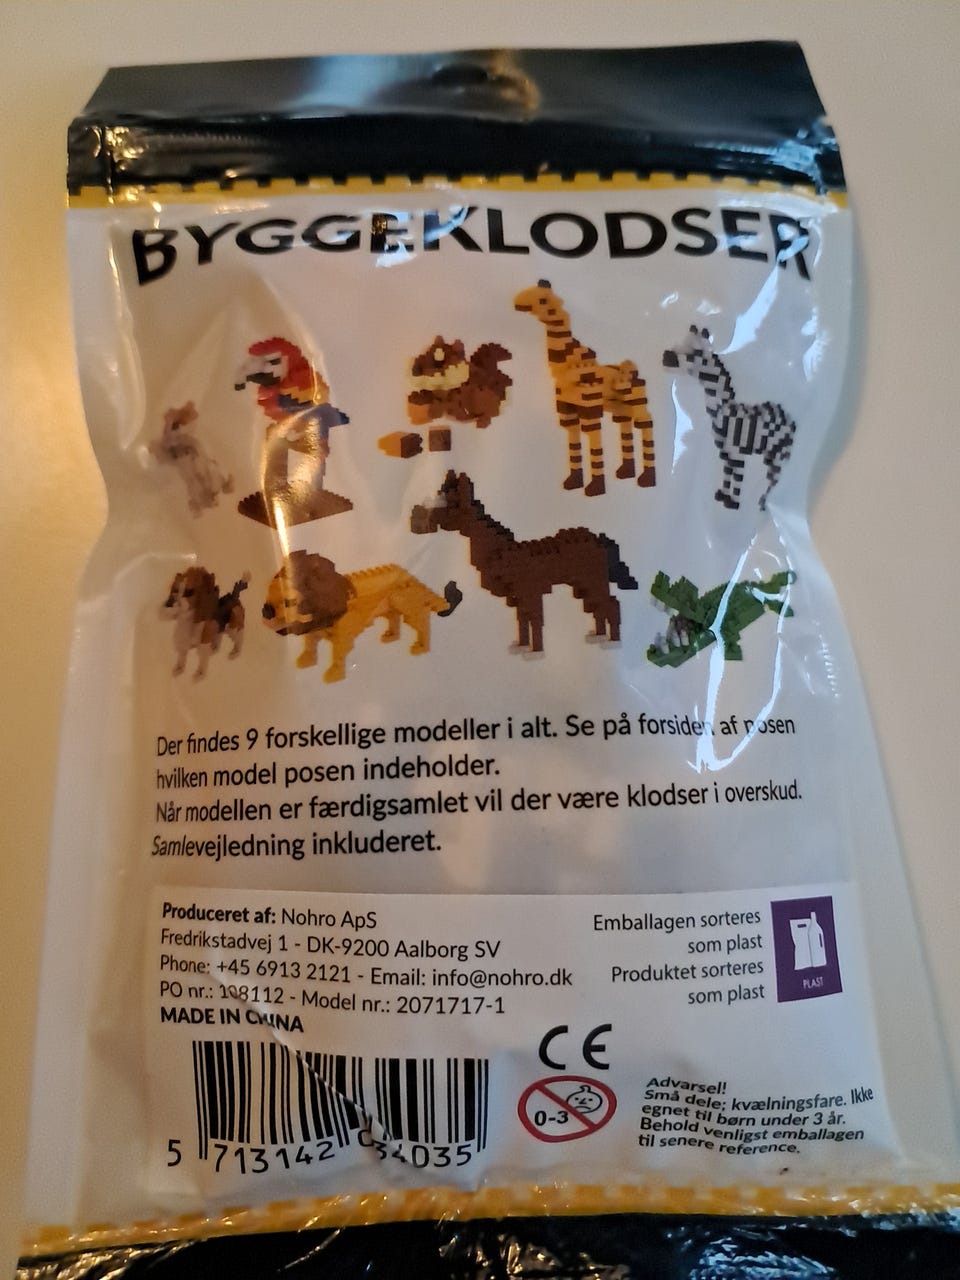 BYGGEKLODSER
Der findes 9 forskellige modeller i alt. Se på forsiden af posen
hvilken model posen indeholder.
Når modellen er færdigsamlet vil der være klodser i overskud.
Samlevejledning inkluderet.
Produceret af: Nohro ApS
Fredrikstadvej 1 - DK-9200 Aalborg SV
Phone: +45 6913 2121 - Email: info@nohro.dk
PO nr.: 108112 - Model nr.: 2071717-1
MADE IN CHINA
Emballagen sorteres
som plast
Produktet sorteres
som plast
PLAST
CE
0-3
Advarsel!
Små dele; kvælningsfare. Ikke
egnet til børn under 3 år.
Behold venligst emballagen
til senere reference.
5 713142 034035